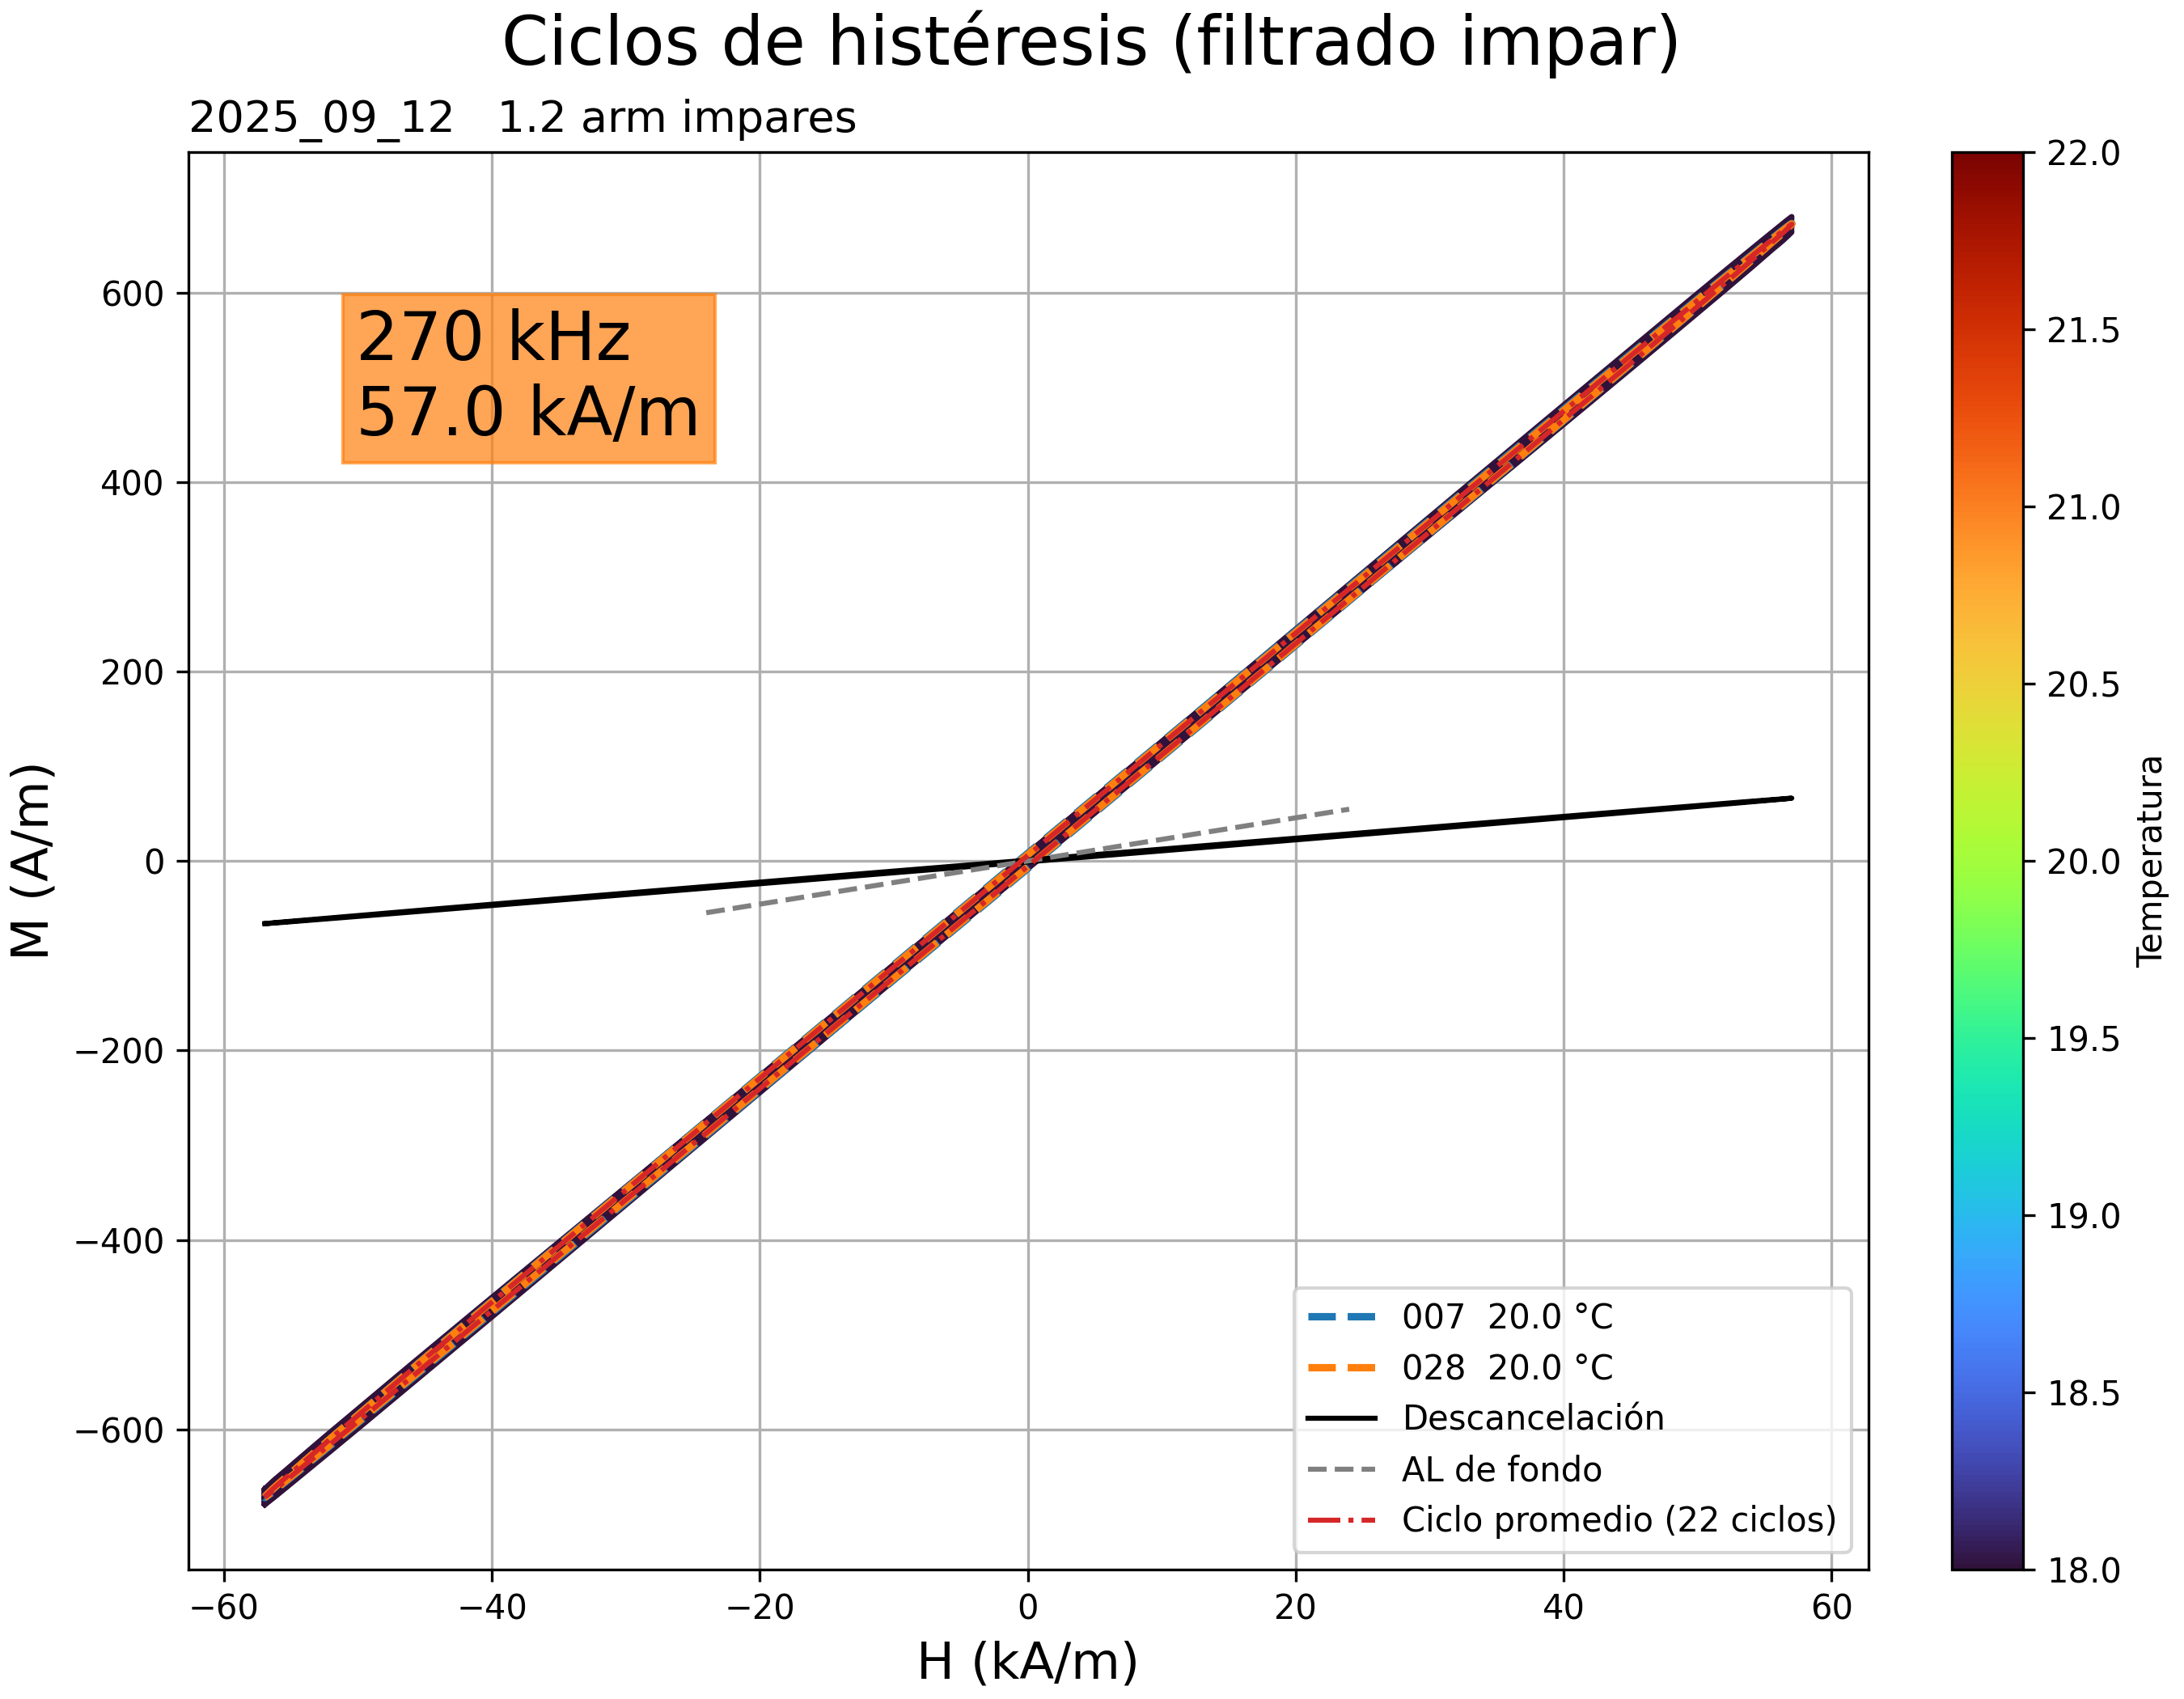 Ciclos de histéresis (filtrado impar)
2025_09_12   1.2 arm impares
270 kHz
57.0 kA/m
M (A/m)
600
400
200
0
−200
−400
−600
−60
−40
−20
0
20
40
60
H (kA/m)
007  20.0 °C
028  20.0 °C
Descancelación
AL de fondo
Ciclo promedio (22 ciclos)
22.0
21.5
21.0
20.5
20.0
19.5
19.0
18.5
18.0
Temperatura